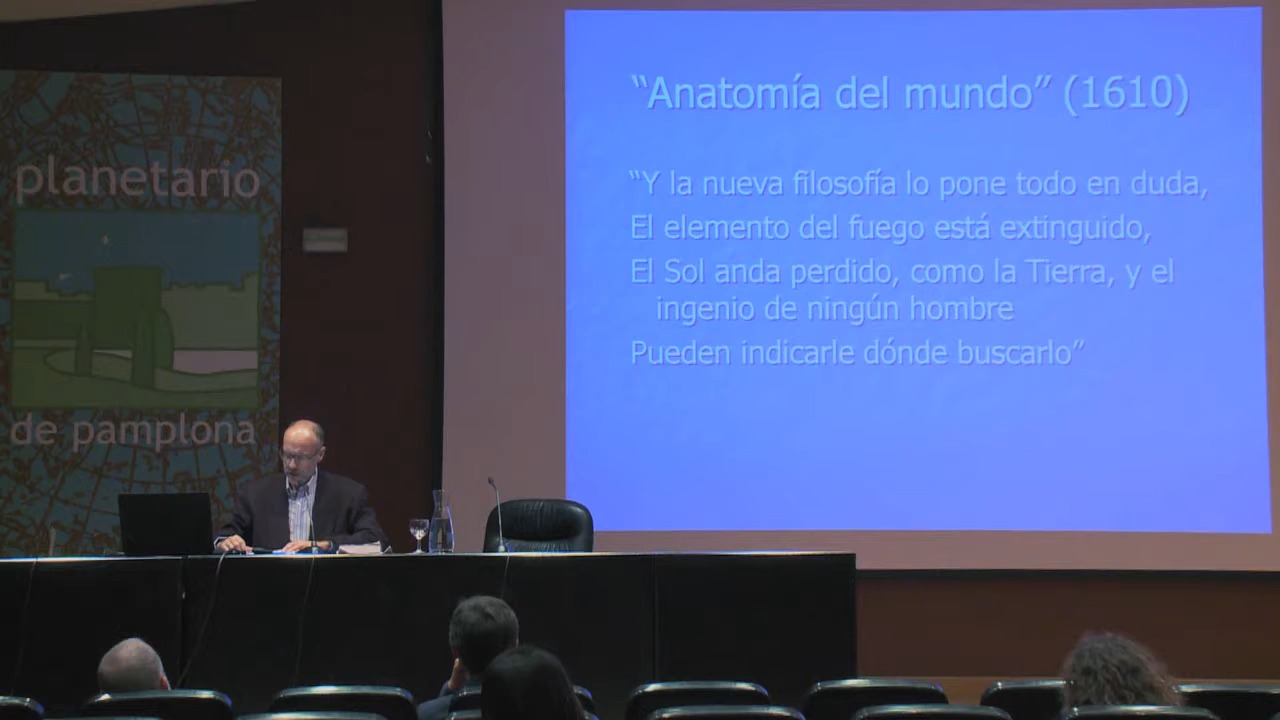 planetario
de pamplona
“Anatomía del mundo” (1610)
“Y la nueva filosofía lo pone todo en duda,
El elemento del fuego está extinguido,
El Sol anda perdido, como la Tierra, y el
ingenio de ningún hombre
Pueden indicarle dónde buscarlo”